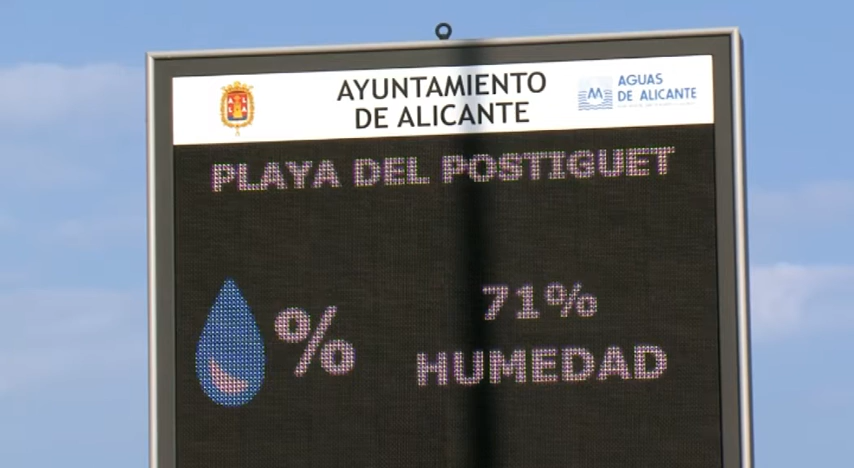 AYUNTAMIENTO
DE ALICANTE
AGUAS
DE ALICANTE
PLAYA DEL POSTIGUET
%
71%
HUMEDAD